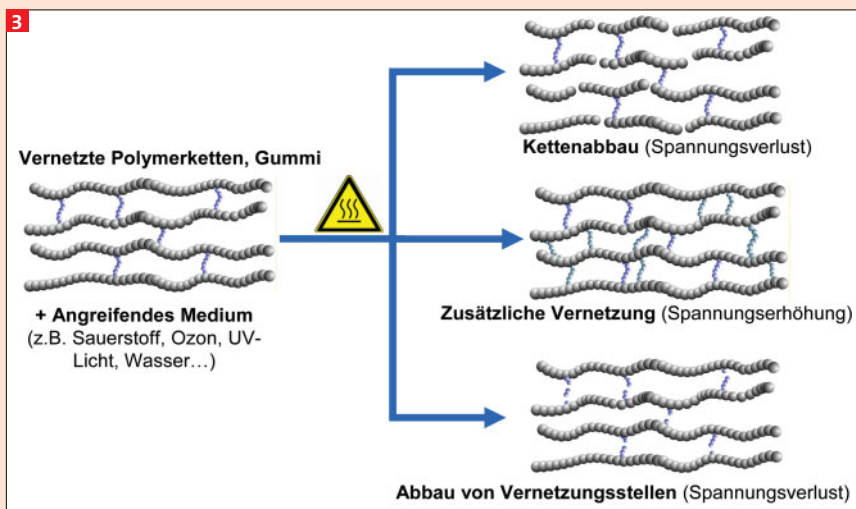 3
Vernetzte Polymerketten, Gummi
+ Angreifendes Medium
(z.B. Sauerstoff, Ozon, UV-
Licht, Wasser…)
Kettenabbau (Spannungsverlust)
Zusätzliche Vernetzung (Spannungserhöhung)
Abbau von Vernetzungsstellen (Spannungsverlust)